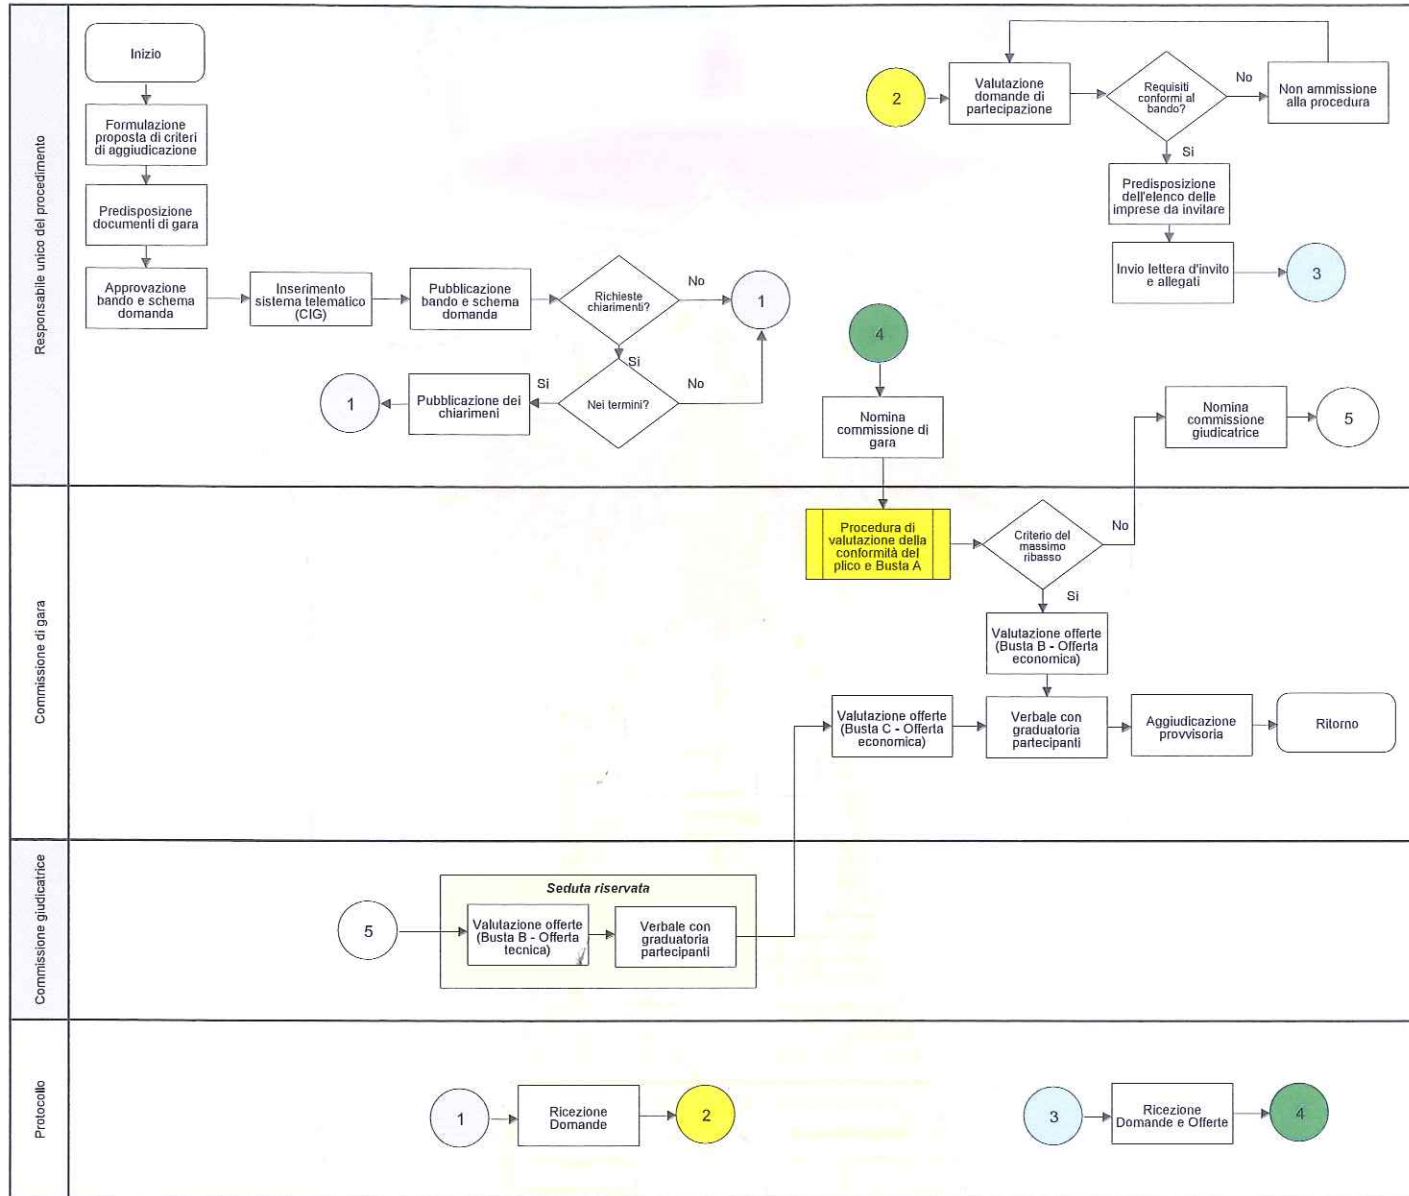 Responsabile unico del procedimento
Inizio
Formulazione
proposta di criteri
di aggiudicazione
Predisposizione
documenti di gara
Approvazione
bando e schema
domanda
Inserimento
sistema telematico
(CIG)
Pubblicazione
bando e schema
domanda
Richieste
chiarimenti?
No
1
Si
Nei termini?
No
Si
Pubblicazione dei
chiarimeni
1
2
Valutazione
domande di
partecipazione
Requisiti
conformi al
bando?
No
Non ammissione
alla procedura
Si
Predisposizione
dell'elenco delle
imprese da invitare
Invio lettera d'invito
e allegati
3
4
Nomina
commissione di
gara
Nomina
commissione
giudicatrice
5
Commissione di gara
Procedura di
valutazione della
conformità del
plico e Busta A
Criterio del
massimo
ribasso
No
Si
Valutazione offerte
(Busta B - Offerta
economica)
Valutazione offerte
(Busta C - Offerta
economica)
Verbale con
graduatoria
partecipanti
Aggiudicazione
provvisoria
Ritorno
Commissione giudicatrice
5
Seduta riservata
Valutazione offerte
(Busta B - Offerta
tecnica)
Verbale con
graduatoria
partecipanti
Protocollo
1
Ricezione
Domande
2
3
Ricezione
Domande e Offerte
4